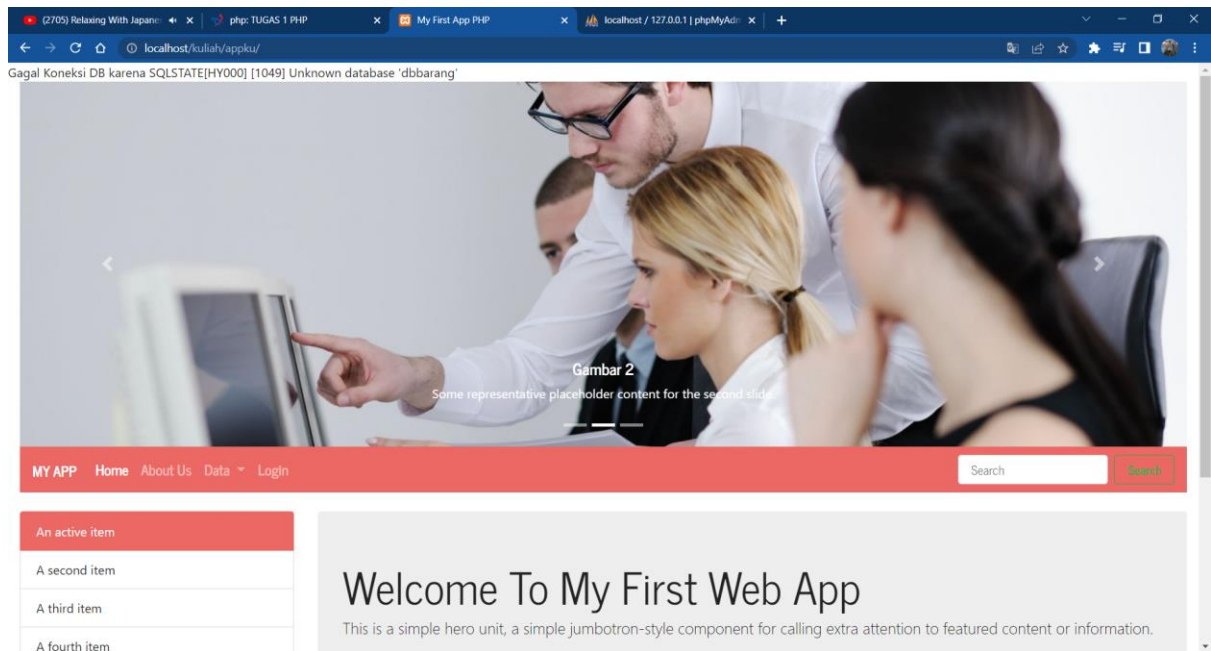 (2705) Relaxing With Japane
php: TUGAS 1 PHP
My First App PHP
localhost / 127.0.0.1 | phpMyAdm
localhost/kuliah/appku/
Gagal Koneksi DB karena SQLSTATE[HY000] [1049] Unknown database 'dbbarang'
Gambar 2
Some representative placeholder content for the second slide.
MY APP Home About Us Data LogIn
Search Search
An active item
A second item
A third item
A fourth item
Welcome To My First Web App
This is a simple hero unit, a simple jumbotron-style component for calling extra attention to featured content or information.